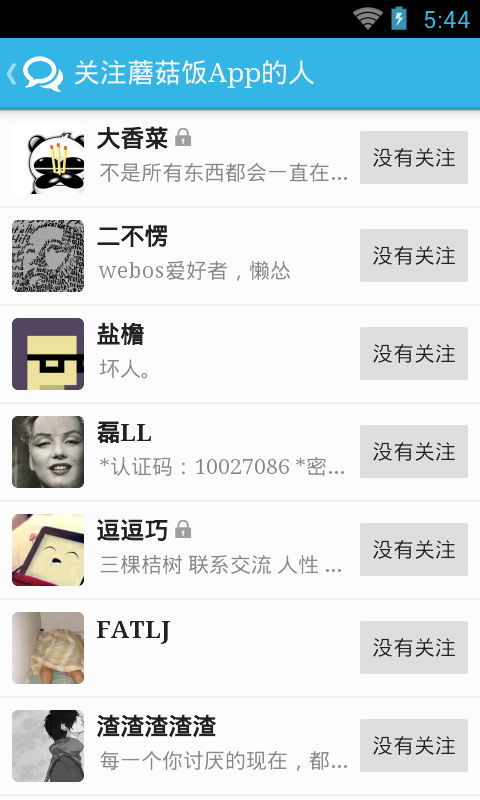 5:44
关注蘑菇饭App的人
大香菜
不是所有东西都会一直在...
没有关注
二不愣
webos爱好者，懒怂
没有关注
盐檐
坏人。
没有关注
磊LL
*认证码：10027086 *密...
没有关注
逗逗巧
三棵桔树 联系交流 人性 ...
没有关注
FATLJ
没有关注
渣渣渣渣渣
每一个你讨厌的现在，都...
没有关注